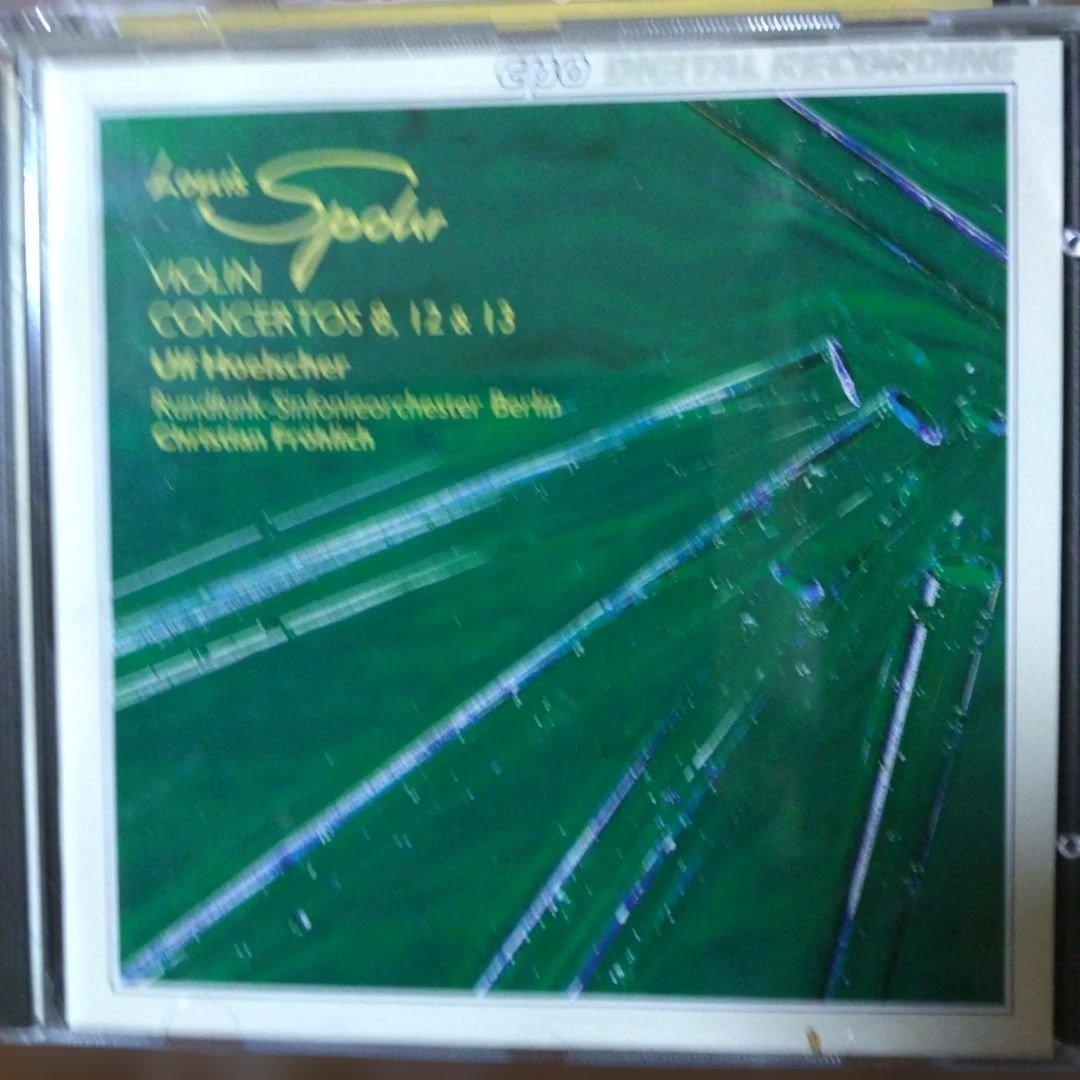 cpo DIGITAL RECORDING
Louis Spohr
VIOLIN
CONCERTOS 8, 12 & 13
Ulf Hoelscher
Rundfunk-Sinfonieorchester Berlin
Christian Fröhlich